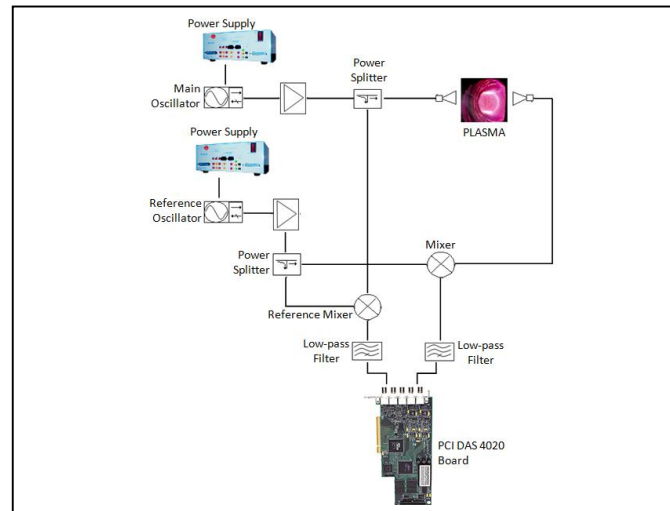 Power Supply
Main
Oscillator
Power
Splitter
PLASMA
Power Supply
Reference
Oscillator
Power
Splitter
Mixer
Reference Mixer
Low-pass
Filter
Low-pass
Filter
PCI DAS 4020
Board